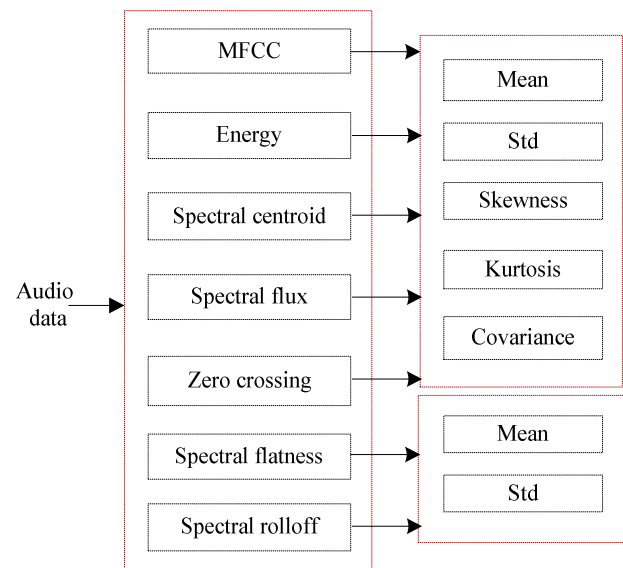 Audio
data
MFCC
Energy
Spectral centroid
Spectral flux
Zero crossing
Spectral flatness
Spectral rolloff
Mean
Std
Skewness
Kurtosis
Covariance
Mean
Std